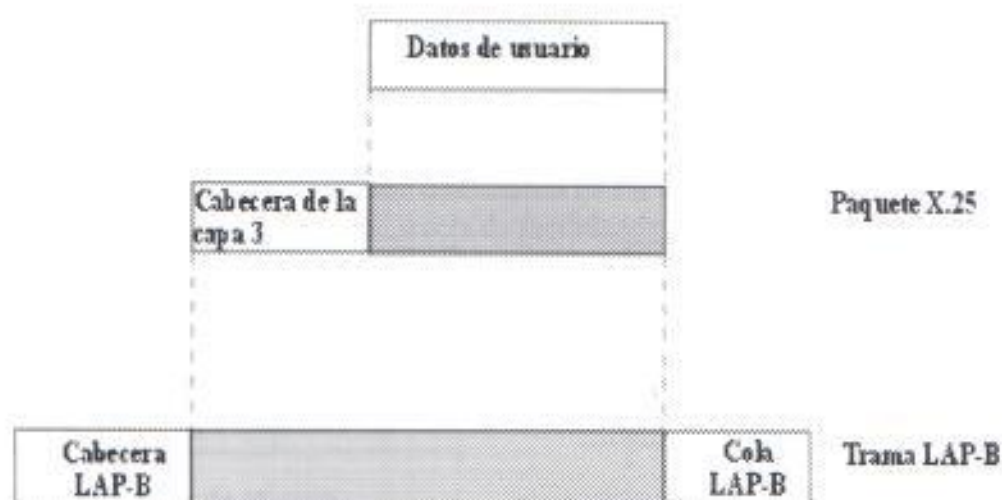 Datos de usuario
Cabecera de la
capa 3
Paquete X.25
Cabecera
LAP-B
Cola
LAP-B
Trama LAP-B